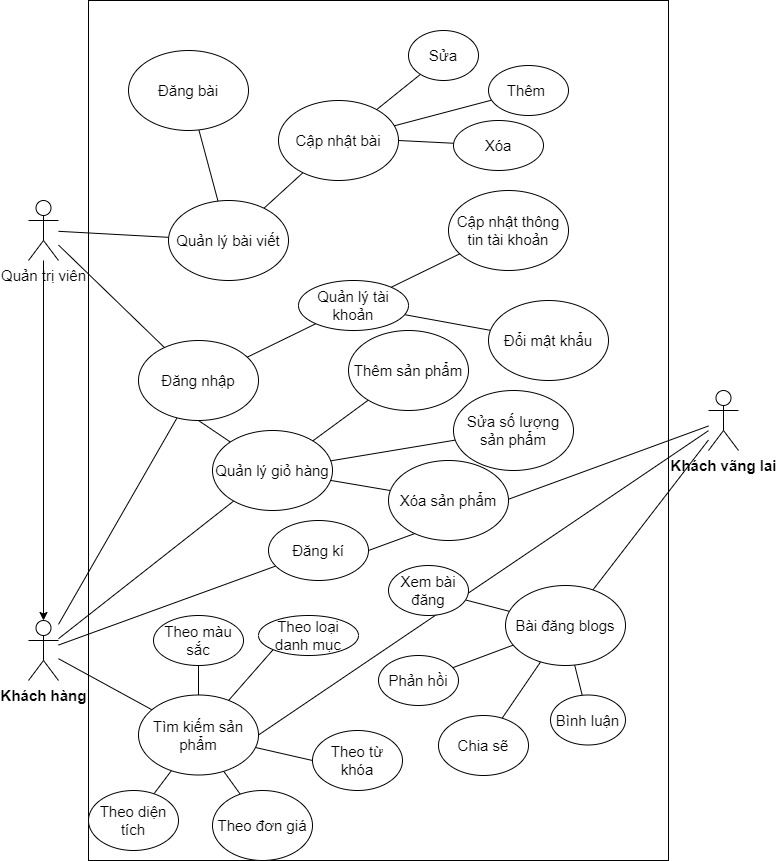 Sửa
Đăng bài
Thêm
Cập nhật bài
Xóa
Quản lý bài viết
Cập nhật thông
tin tài khoản
Quản trị viên
Quản lý tài
khoản
Đổi mật khẩu
Thêm sản phẩm
Đăng nhập
Sửa số lượng
sản phẩm
Quản lý giỏ hàng
Khách vãng lai
Xóa sản phẩm
Đăng kí
Xem bài
đăng
Bài đăng blogs
Theo màu
sắc
Theo loại
danh mục
Phản hồi
Khách hàng
Bình luận
Tìm kiếm sản
phẩm
Chia sẽ
Theo từ
khóa
Theo diện
tích
Theo đơn giá